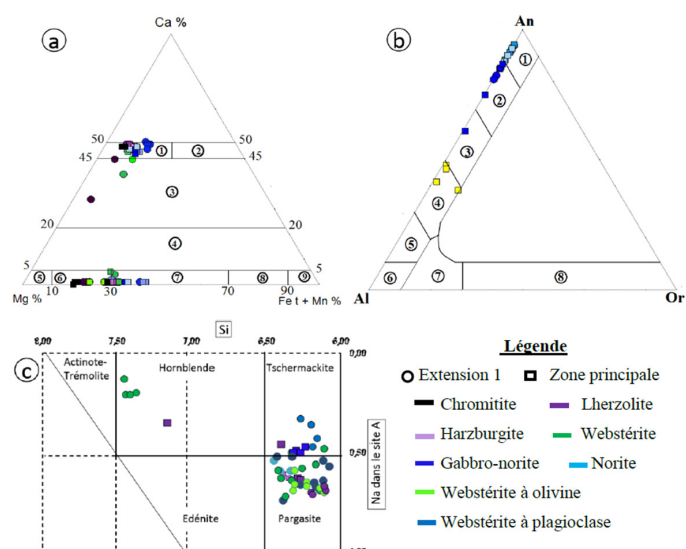 a
Ca %
50
50
45
45
1
2
3
20
20
4
5
5
5
6
7
8
9
Mg %
10
30
70
90
Fe t + Mn %
b
An
1
2
3
4
5
6
7
8
Al
Or
c
Si
8,00
7,50
7,00
6,50
6,00
0,00
Actinote-
Trémolite
Hornblende
Tschermackite
0,50
Na dans le site A
Edénite
Pargasite
Légende
Extension 1
Zone principale
Chromitite
Lherzolite
Harzburgite
Webstérite
Gabbro-norite
Norite
Webstérite à olivine
Webstérite à plagioclase